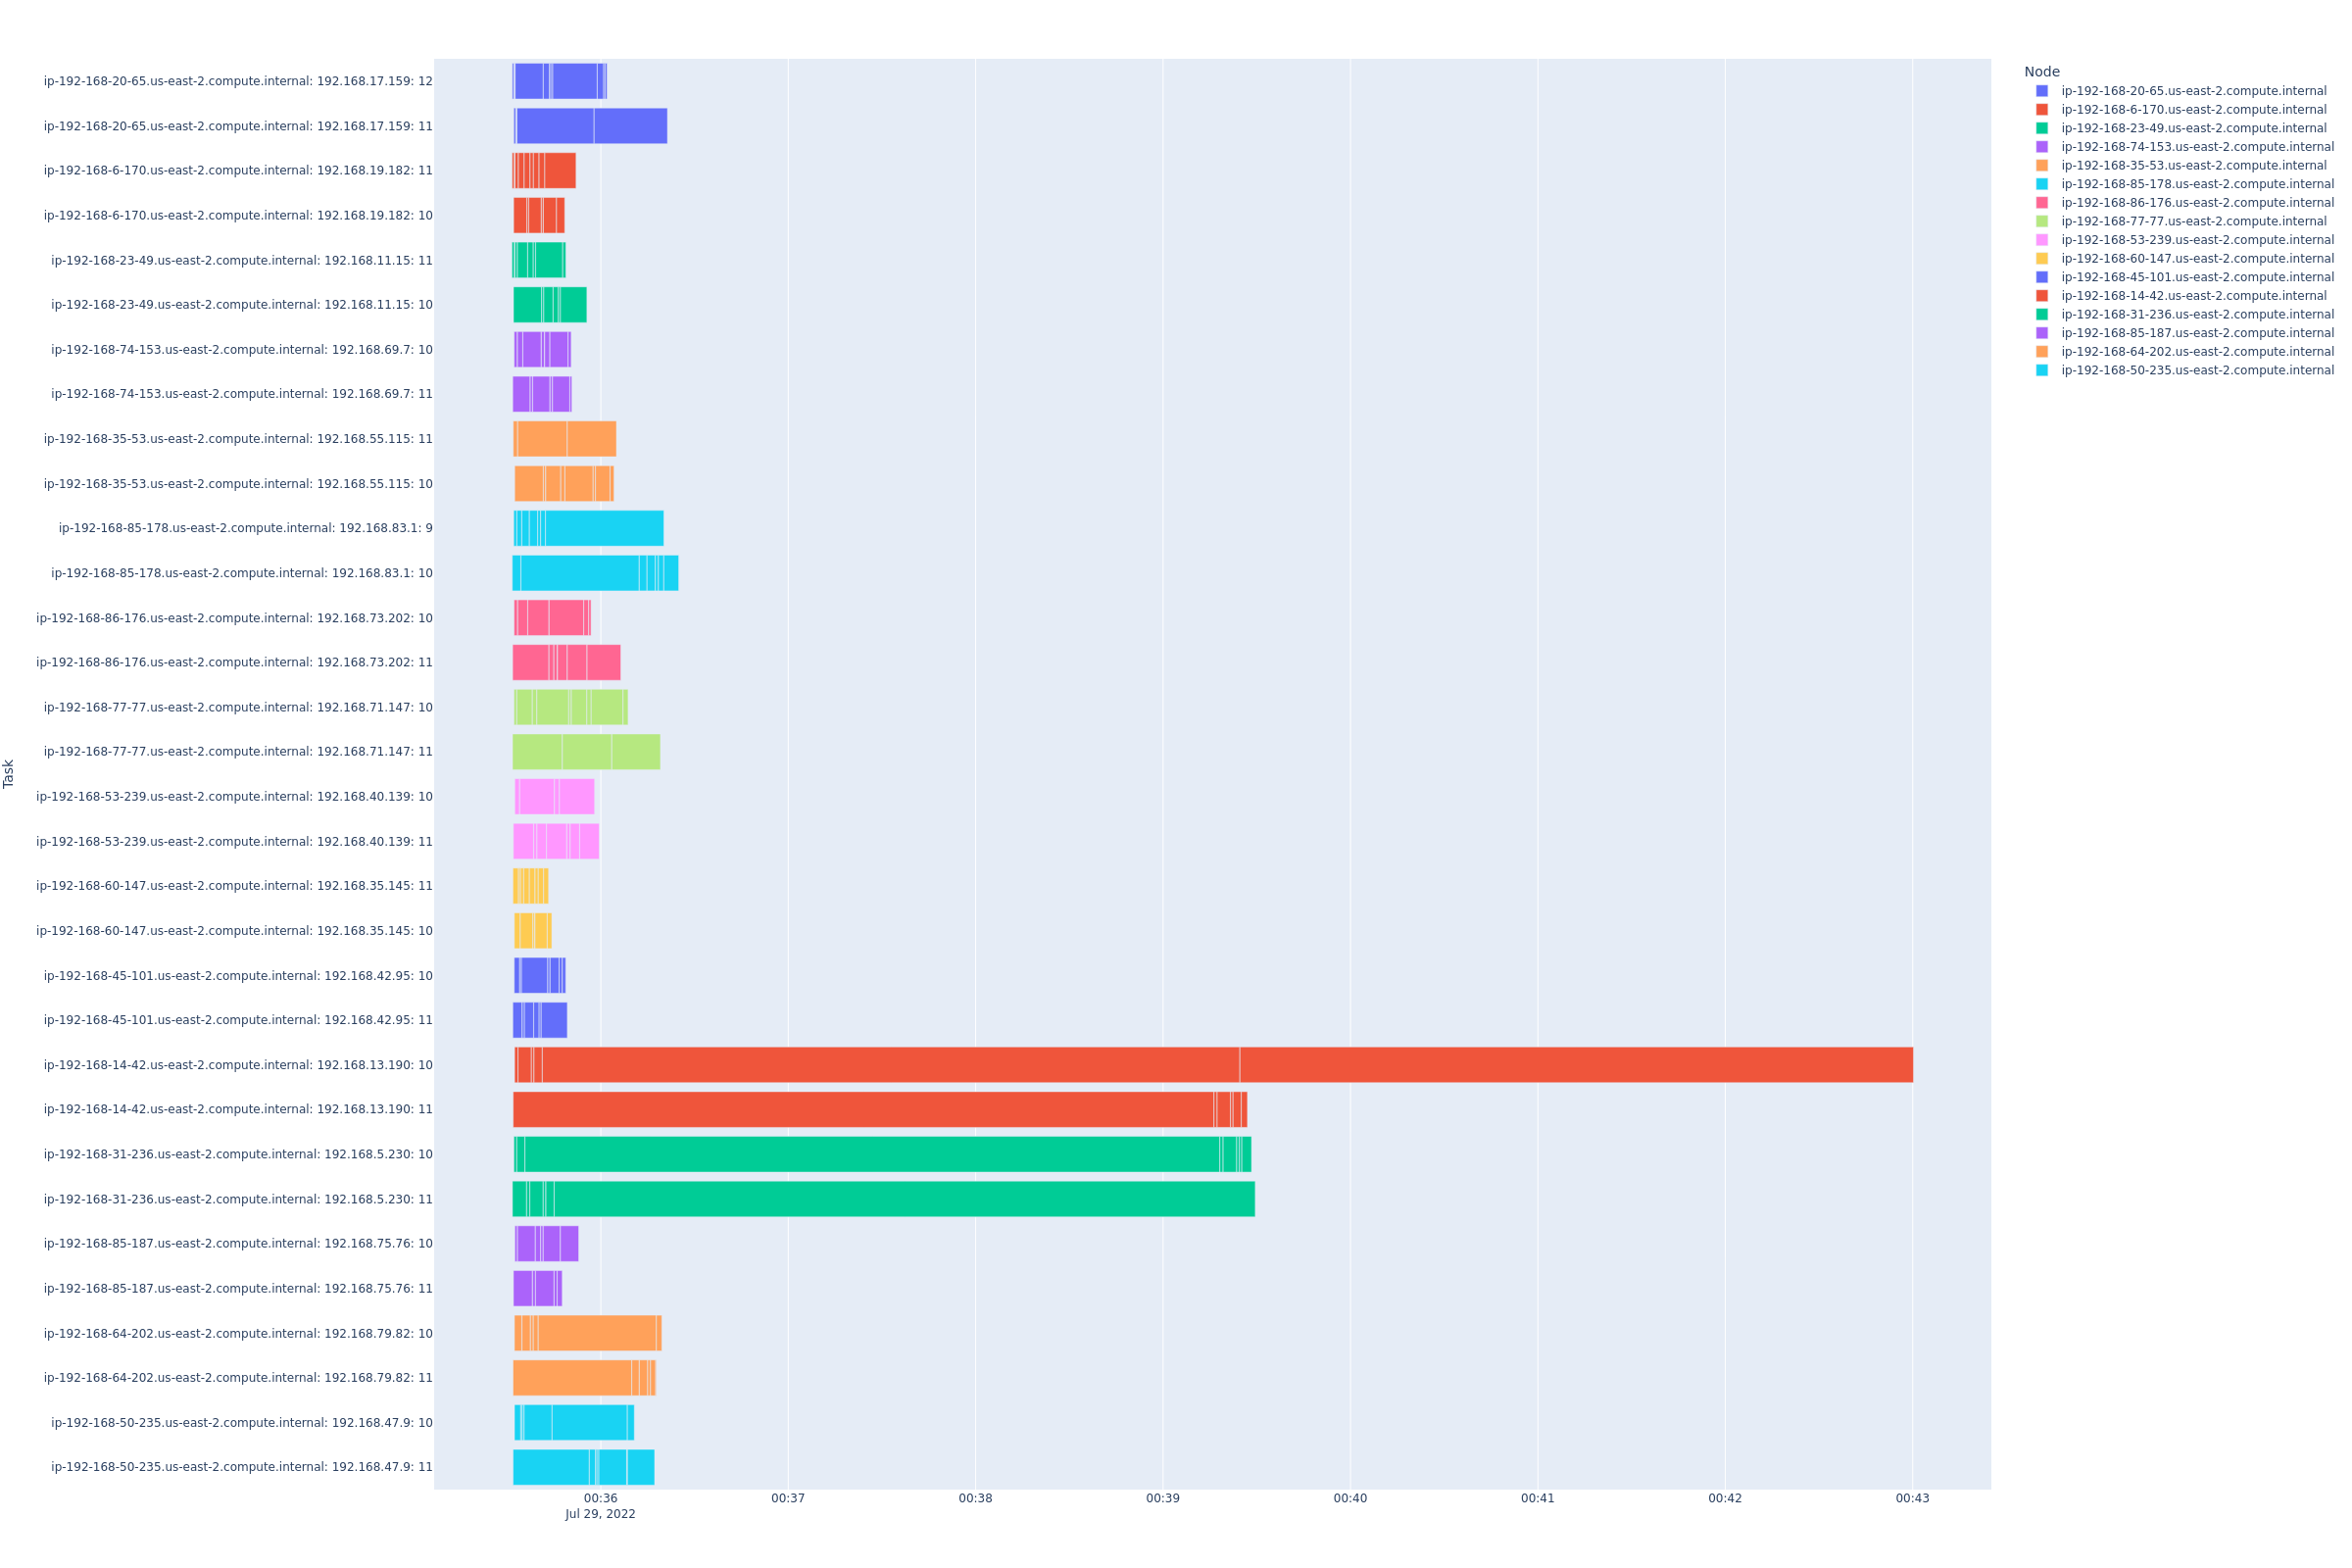 Task
ip-192-168-20-65.us-east-2.compute.internal: 192.168.17.159: 12
ip-192-168-20-65.us-east-2.compute.internal: 192.168.17.159: 11
ip-192-168-6-170.us-east-2.compute.internal: 192.168.19.182: 11
ip-192-168-6-170.us-east-2.compute.internal: 192.168.19.182: 10
ip-192-168-23-49.us-east-2.compute.internal: 192.168.11.15: 11
ip-192-168-23-49.us-east-2.compute.internal: 192.168.11.15: 10
ip-192-168-74-153.us-east-2.compute.internal: 192.168.69.7: 10
ip-192-168-74-153.us-east-2.compute.internal: 192.168.69.7: 11
ip-192-168-35-53.us-east-2.compute.internal: 192.168.55.115: 11
ip-192-168-35-53.us-east-2.compute.internal: 192.168.55.115: 10
ip-192-168-85-178.us-east-2.compute.internal: 192.168.83.1: 9
ip-192-168-85-178.us-east-2.compute.internal: 192.168.83.1: 10
ip-192-168-86-176.us-east-2.compute.internal: 192.168.73.202: 10
ip-192-168-86-176.us-east-2.compute.internal: 192.168.73.202: 11
ip-192-168-77-77.us-east-2.compute.internal: 192.168.71.147: 10
ip-192-168-77-77.us-east-2.compute.internal: 192.168.71.147: 11
ip-192-168-53-239.us-east-2.compute.internal: 192.168.40.139: 10
ip-192-168-53-239.us-east-2.compute.internal: 192.168.40.139: 11
ip-192-168-60-147.us-east-2.compute.internal: 192.168.35.145: 11
ip-192-168-60-147.us-east-2.compute.internal: 192.168.35.145: 10
ip-192-168-45-101.us-east-2.compute.internal: 192.168.42.95: 10
ip-192-168-45-101.us-east-2.compute.internal: 192.168.42.95: 11
ip-192-168-14-42.us-east-2.compute.internal: 192.168.13.190: 10
ip-192-168-14-42.us-east-2.compute.internal: 192.168.13.190: 11
ip-192-168-31-236.us-east-2.compute.internal: 192.168.5.230: 10
ip-192-168-31-236.us-east-2.compute.internal: 192.168.5.230: 11
ip-192-168-85-187.us-east-2.compute.internal: 192.168.75.76: 10
ip-192-168-85-187.us-east-2.compute.internal: 192.168.75.76: 11
ip-192-168-64-202.us-east-2.compute.internal: 192.168.79.82: 10
ip-192-168-64-202.us-east-2.compute.internal: 192.168.79.82: 11
ip-192-168-50-235.us-east-2.compute.internal: 192.168.47.9: 10
ip-192-168-50-235.us-east-2.compute.internal: 192.168.47.9: 11
00:36 00:37 00:38 00:39 00:40 00:41 00:42 00:43
Jul 29, 2022
Node
ip-192-168-20-65.us-east-2.compute.internal
ip-192-168-6-170.us-east-2.compute.internal
ip-192-168-23-49.us-east-2.compute.internal
ip-192-168-74-153.us-east-2.compute.internal
ip-192-168-35-53.us-east-2.compute.internal
ip-192-168-85-178.us-east-2.compute.internal
ip-192-168-86-176.us-east-2.compute.internal
ip-192-168-77-77.us-east-2.compute.internal
ip-192-168-53-239.us-east-2.compute.internal
ip-192-168-60-147.us-east-2.compute.internal
ip-192-168-45-101.us-east-2.compute.internal
ip-192-168-14-42.us-east-2.compute.internal
ip-192-168-31-236.us-east-2.compute.internal
ip-192-168-85-187.us-east-2.compute.internal
ip-192-168-64-202.us-east-2.compute.internal
ip-192-168-50-235.us-east-2.compute.internal